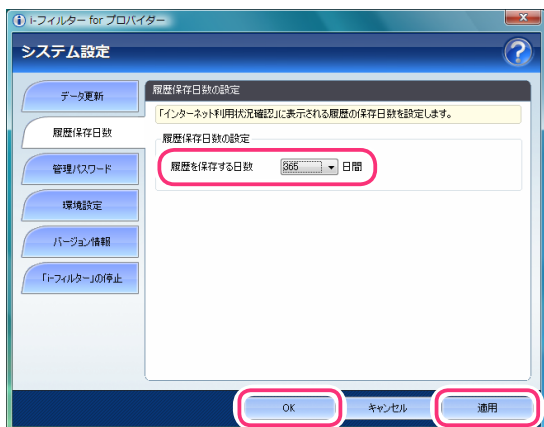 i-フィルター for プロバイダー
システム設定
データ更新
履歴保存日数
管理パスワード
環境設定
バージョン情報
「i-フィルター」の停止
履歴保存日数の設定
「インターネット利用状況確認」に表示される履歴の保存日数を設定します。
履歴保存日数の設定
履歴を保存する日数 365 日間
OK キャンセル 適用